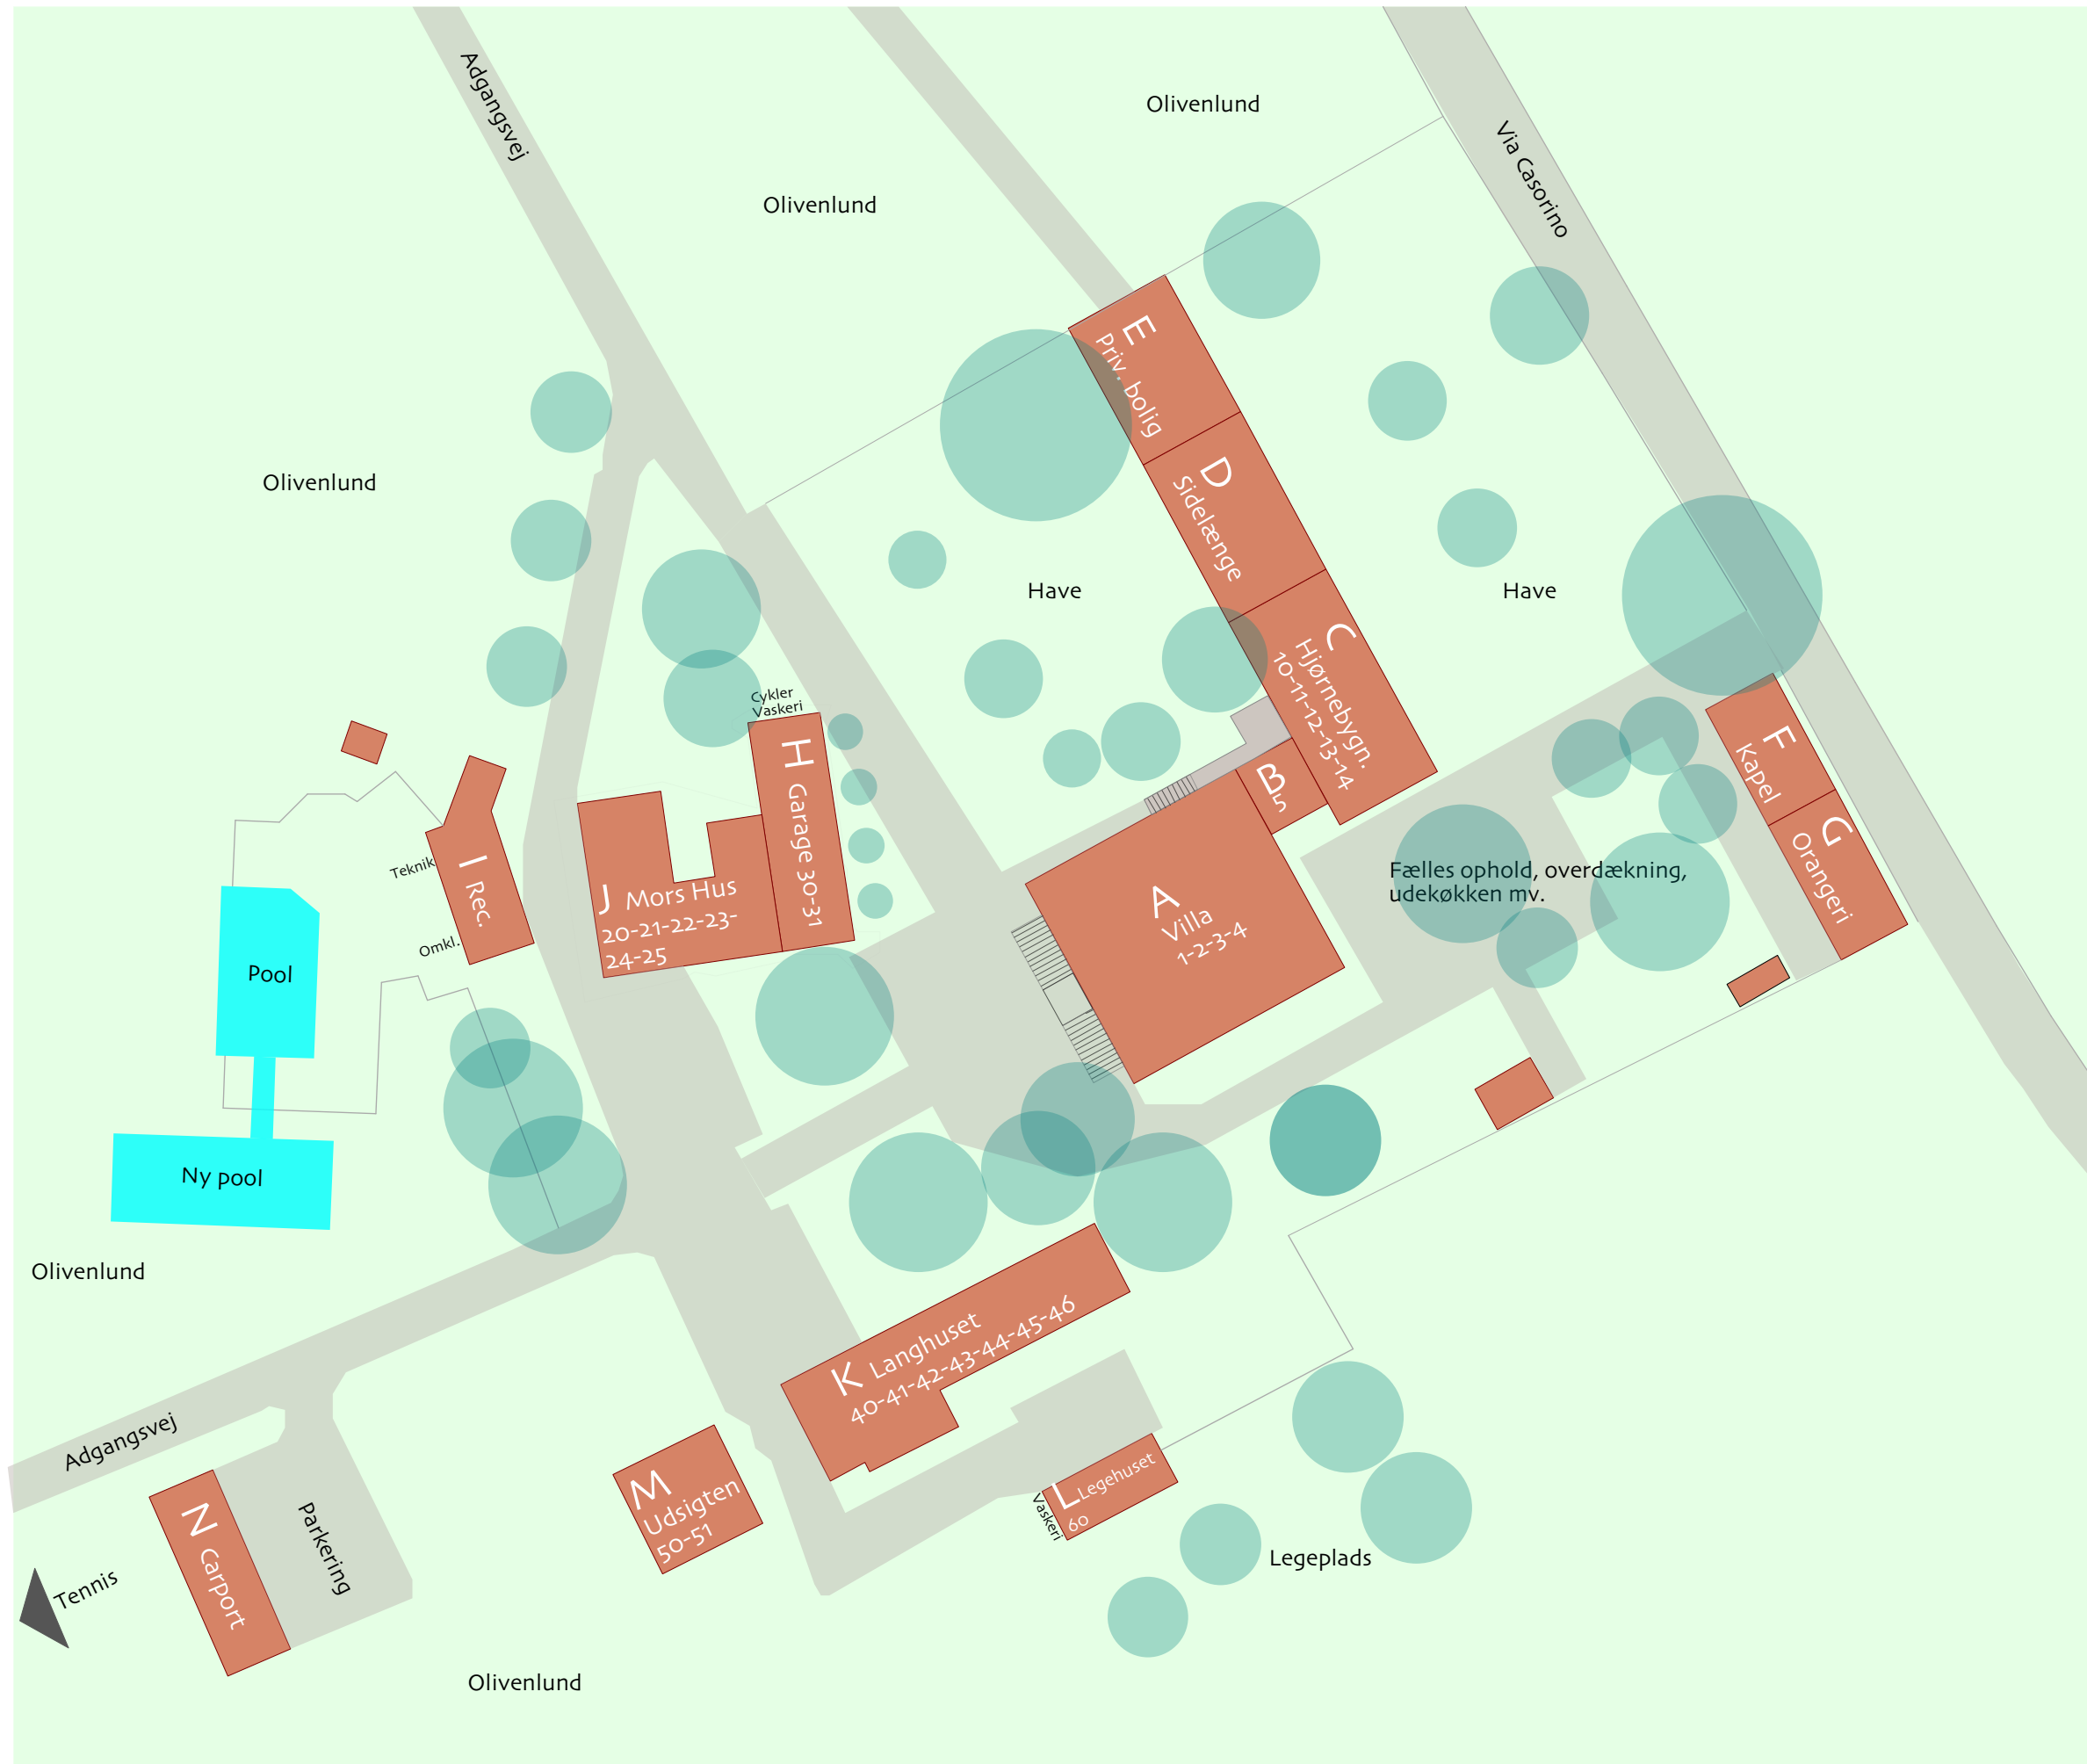 Adgangsvej
Olivenlund
Via Casorino
Olivenlund
E
Priv. bolig
Olivenlund
D
Sidelænge
Have
Have
C
Hjørnebygn.
10-11-12-13-14
Cykler
Vaskeri
H Garage 30-31
B
5
F
Kapel
G
Orangeri
Teknik
I Rec.
Omkl.
J Mors Hus
20-21-22-23-
24-25
A
Villa
1-2-3-4
Fælles ophold, overdækning,
udekøkken mv.
Pool
Ny pool
Olivenlund
K Langhuset
40-41-42-43-44-45-46
Adgangsvej
M
Udsigten
50-51
L Legehuset
60
Vaskeri
N Carport
Parkering
Legeplads
Tennis
Olivenlund